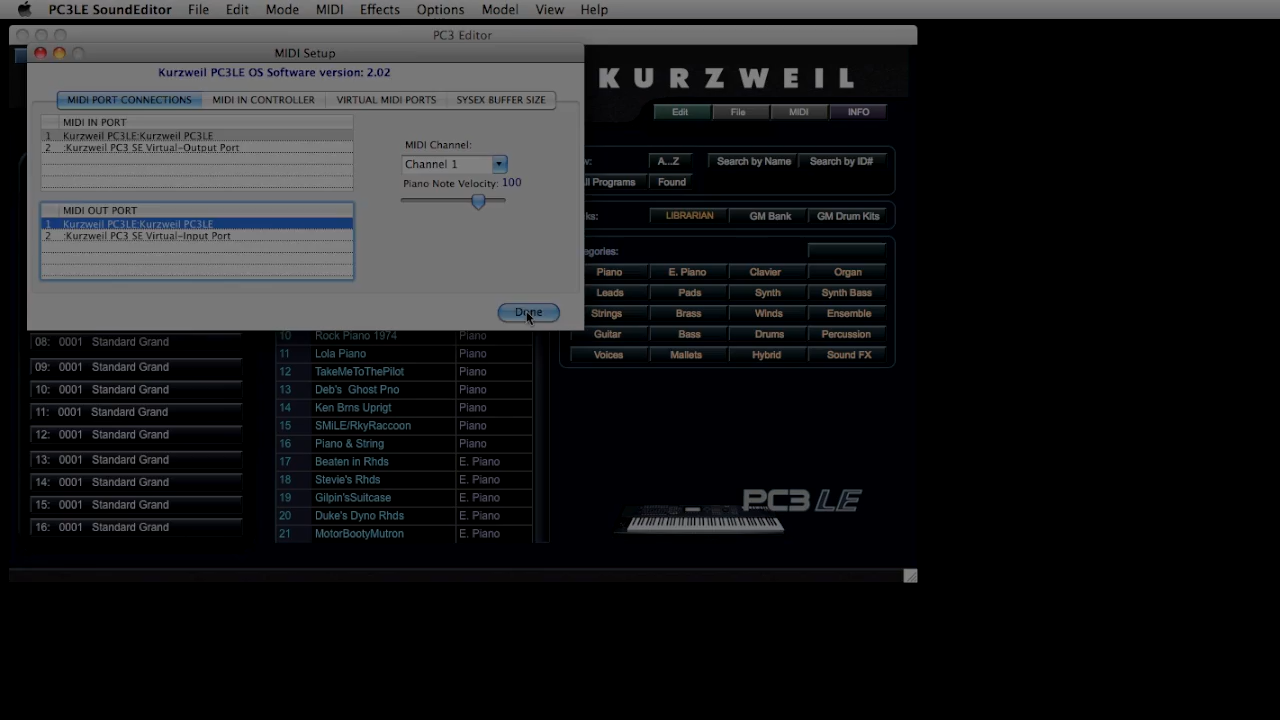 PC3LE SoundEditor File Edit Mode MIDI Effects Options Model View Help
PC3 Editor
MIDI Setup
Kurzweil PC3LE OS Software version: 2.02
MIDI PORT CONNECTIONS MIDI IN CONTROLLER VIRTUAL MIDI PORTS SYSEX BUFFER SIZE
MIDI IN PORT
1 Kurzweil PC3LE:Kurzweil PC3LE
2 :Kurzweil PC3 SE Virtual-Output Port
MIDI Channel:
Channel 1
Piano Note Velocity: 100
MIDI OUT PORT
1 Kurzweil PC3LE:Kurzweil PC3LE
2 :Kurzweil PC3 SE Virtual-Input Port
Done
KURZWEIL
Edit File MIDI INFO
w: A...Z Search by Name Search by ID#
ll Programs Found
ks: LIBRARIAN GM Bank GM Drum Kits
egories:
Piano E. Piano Clavier Organ
Leads Pads Synth Synth Bass
Strings Brass Winds Ensemble
Guitar Bass Drums Percussion
Voices Mallets Hybrid Sound FX
08: 0001 Standard Grand
09: 0001 Standard Grand
10: 0001 Standard Grand
11: 0001 Standard Grand
12: 0001 Standard Grand
13: 0001 Standard Grand
14: 0001 Standard Grand
15: 0001 Standard Grand
16: 0001 Standard Grand
10 Rock Piano 1974 Piano
11 Lola Piano Piano
12 TakeMeToThePilot Piano
13 Deb's Ghost Pno Piano
14 Ken Brns Uprigt Piano
15 SMiLE/RkyRaccoon Piano
16 Piano & String Piano
17 Beaten in Rhds E. Piano
18 Stevie's Rhds E. Piano
19 Gilpin'sSuitcase E. Piano
20 Duke's Dyno Rhds E. Piano
21 MotorBootyMutron E. Piano
PC3LE